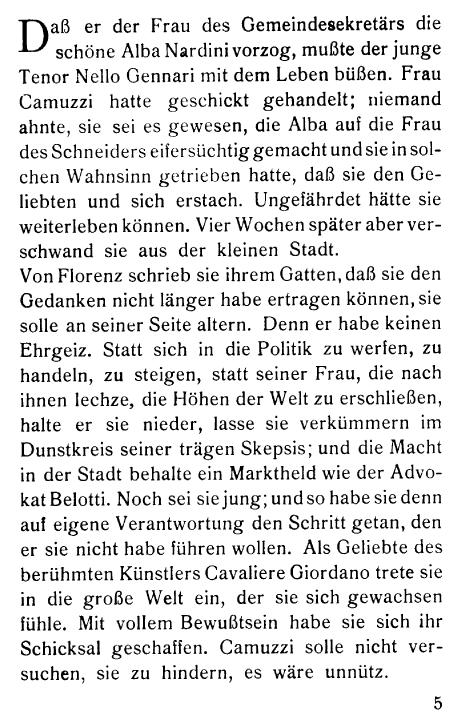 Daß er der Frau des Gemeindesekretärs die
schöne Alba Nardini vorzog, mußte der junge
Tenor Nello Gennari mit dem Leben büßen. Frau
Camuzzi hatte geschickt gehandelt; niemand
ahnte, sie sei es gewesen, die Alba auf die Frau
des Schneiders eifersüchtig gemacht und sie in sol-
chen Wahnsinn getrieben hatte, daß sie den Ge-
liebten und sich erstach. Ungefährdet hätte sie
weiterleben können. Vier Wochen später aber ver-
schwand sie aus der kleinen Stadt.
Von Florenz schrieb sie ihrem Gatten, daß sie den
Gedanken nicht länger habe ertragen können, sie
solle an seiner Seite altern. Denn er habe keinen
Ehrgeiz. Statt sich in die Politik zu werfen, zu
handeln, zu steigen, statt seiner Frau, die nach
ihnen lechze, die Höhen der Welt zu erschließen,
halte er sie nieder, lasse sie verkümmern im
Dunstkreis seiner trägen Skepsis; und die Macht
in der Stadt behalte ein Marktheld wie der Advo-
kat Belotti. Noch sei sie jung; und so habe sie denn
auf eigene Verantwortung den Schritt getan, den
er sie nicht habe führen wollen. Als Geliebte des
berühmten Künstlers Cavaliere Giordano trete sie
in die große Welt ein, der sie sich gewachsen
fühle. Mit vollem Bewußtsein habe sie sich ihr
Schicksal geschaffen. Camuzzi solle nicht ver-
suchen, sie zu hindern, es wäre unnütz.
5